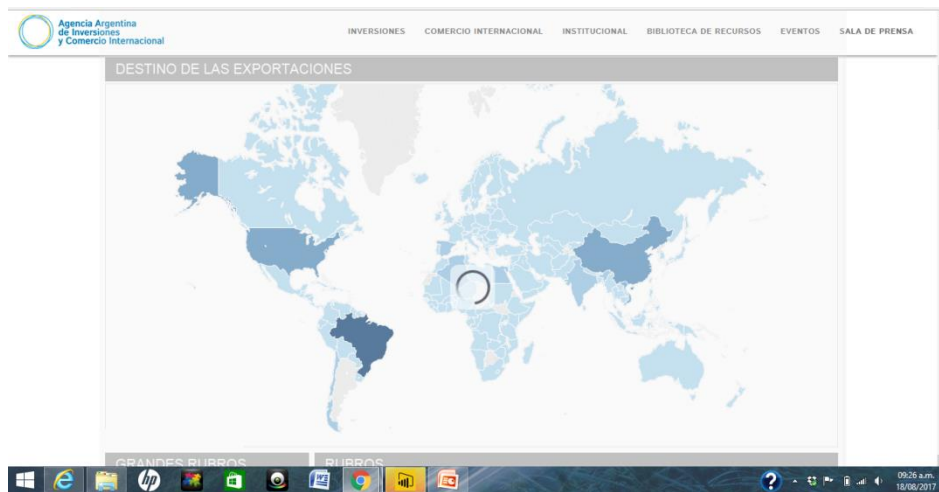 Agencia Argentina
de Inversiones
y Comercio Internacional
INVERSIONES COMERCIO INTERNACIONAL INSTITUCIONAL BIBLIOTECA DE RECURSOS EVENTOS SALA DE PRENSA
DESTINO DE LAS EXPORTACIONES
GRANDES RUBROS RUBROS
hp
?
09:26 a.m.
18/08/2017